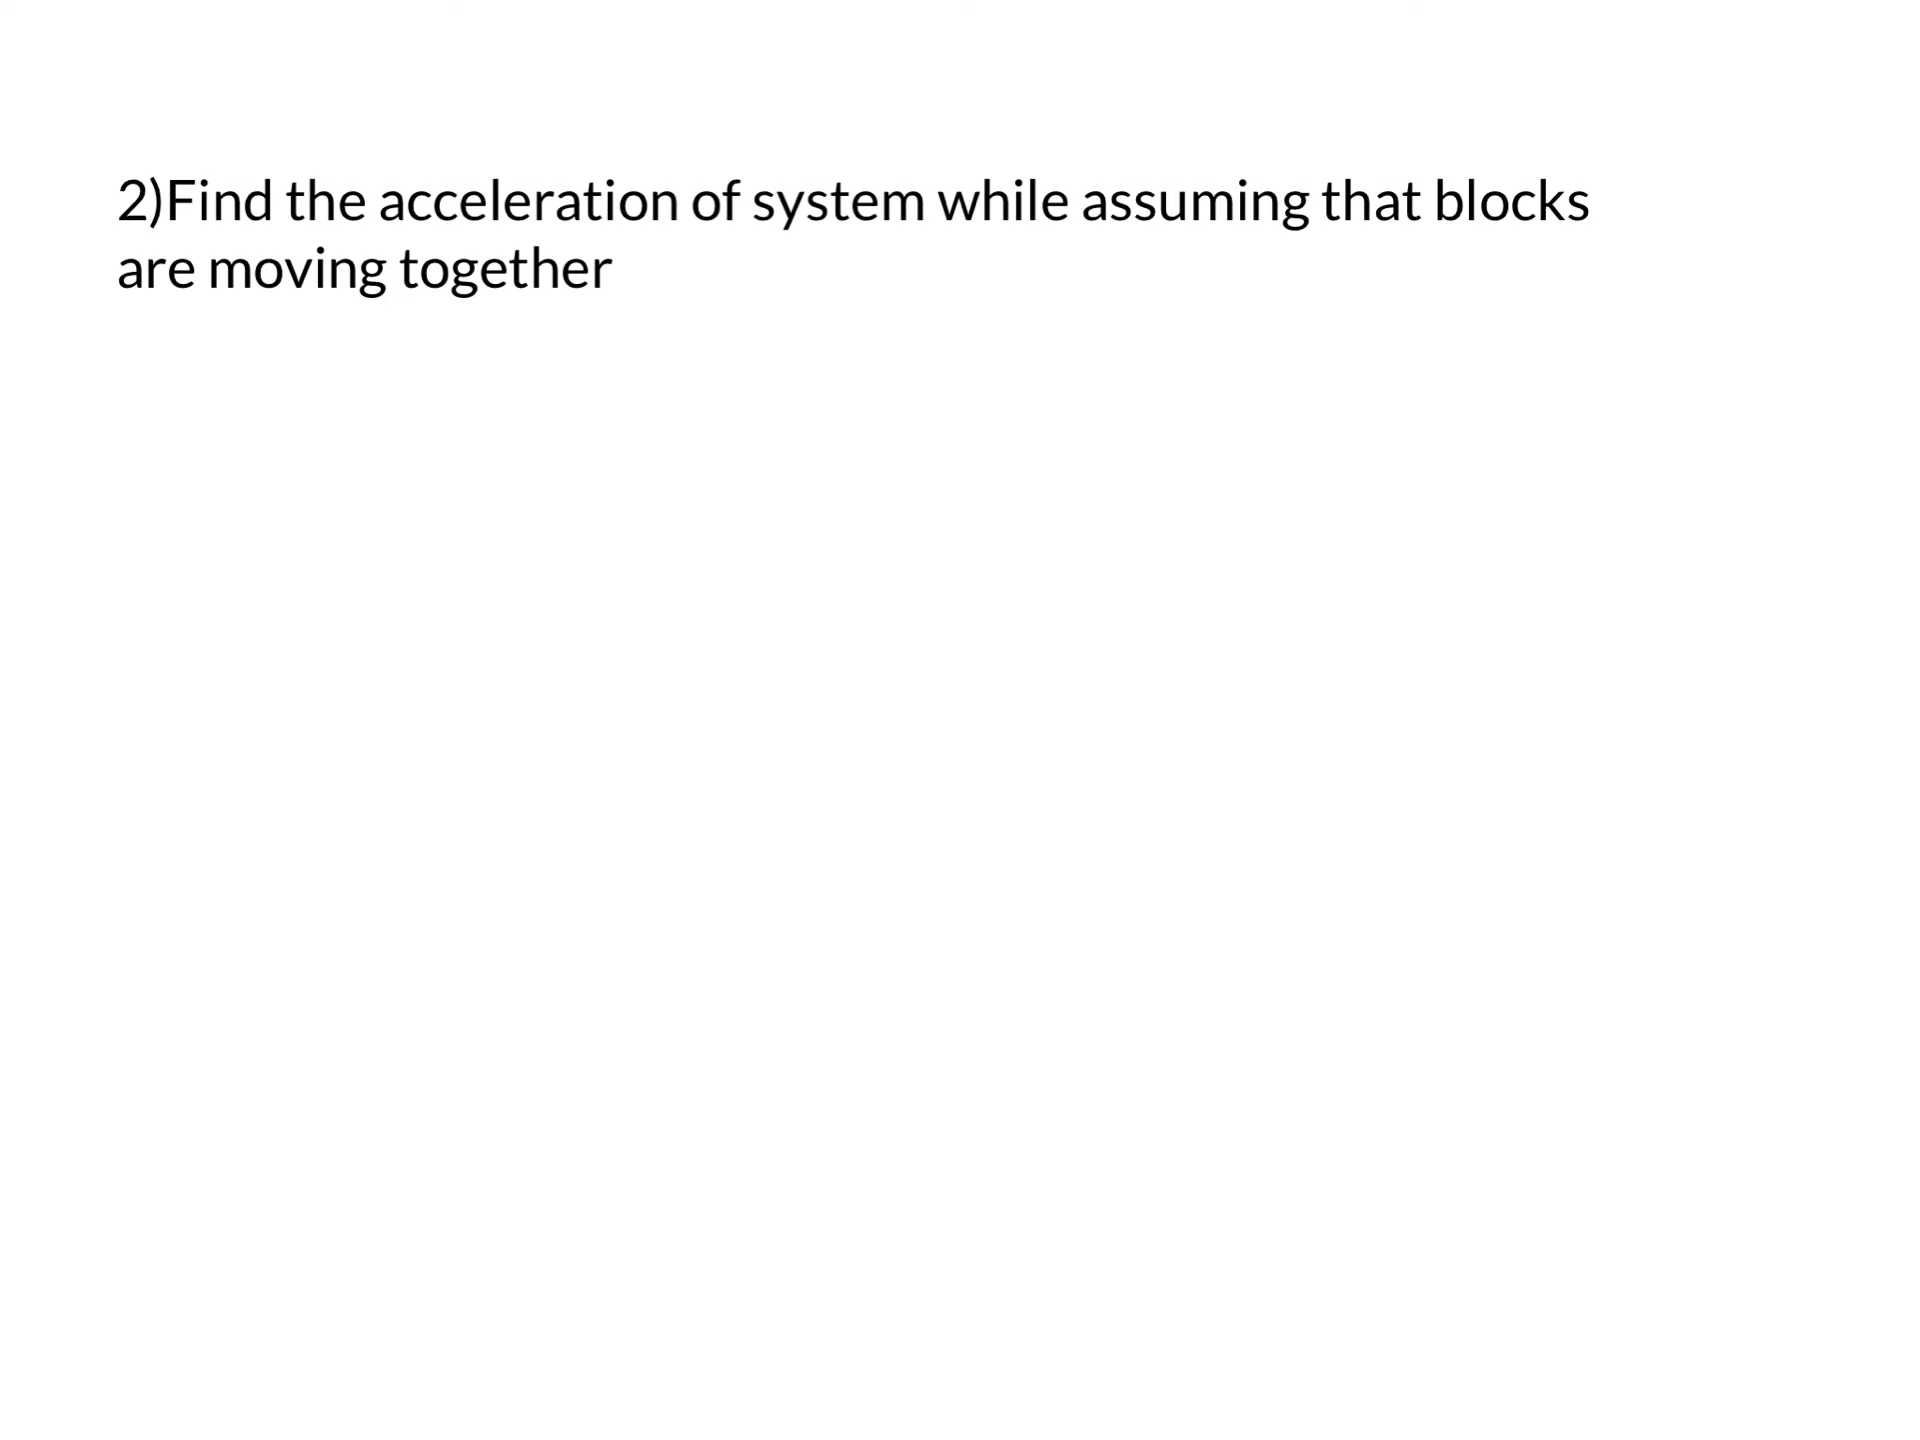 2)Find the acceleration of system while assuming that blocks
are moving together